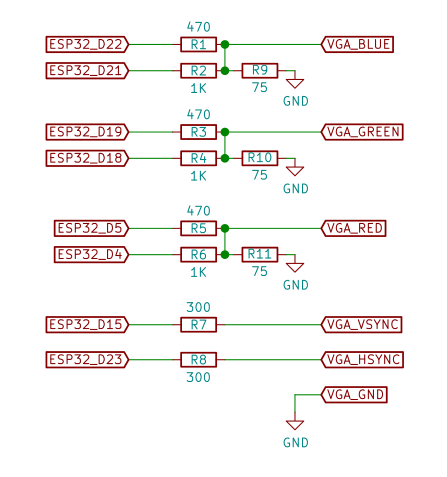 470
ESP32_D22 R1 VGA_BLUE
ESP32_D21 R2 R9
1K 75 GND
470
ESP32_D19 R3 VGA_GREEN
ESP32_D18 R4 R10
1K 75 GND
470
ESP32_D5 R5 VGA_RED
ESP32_D4 R6 R11
1K 75 GND
300
ESP32_D15 R7 VGA_VSYNC
ESP32_D23 R8 VGA_HSYNC
300
VGA_GND
GND